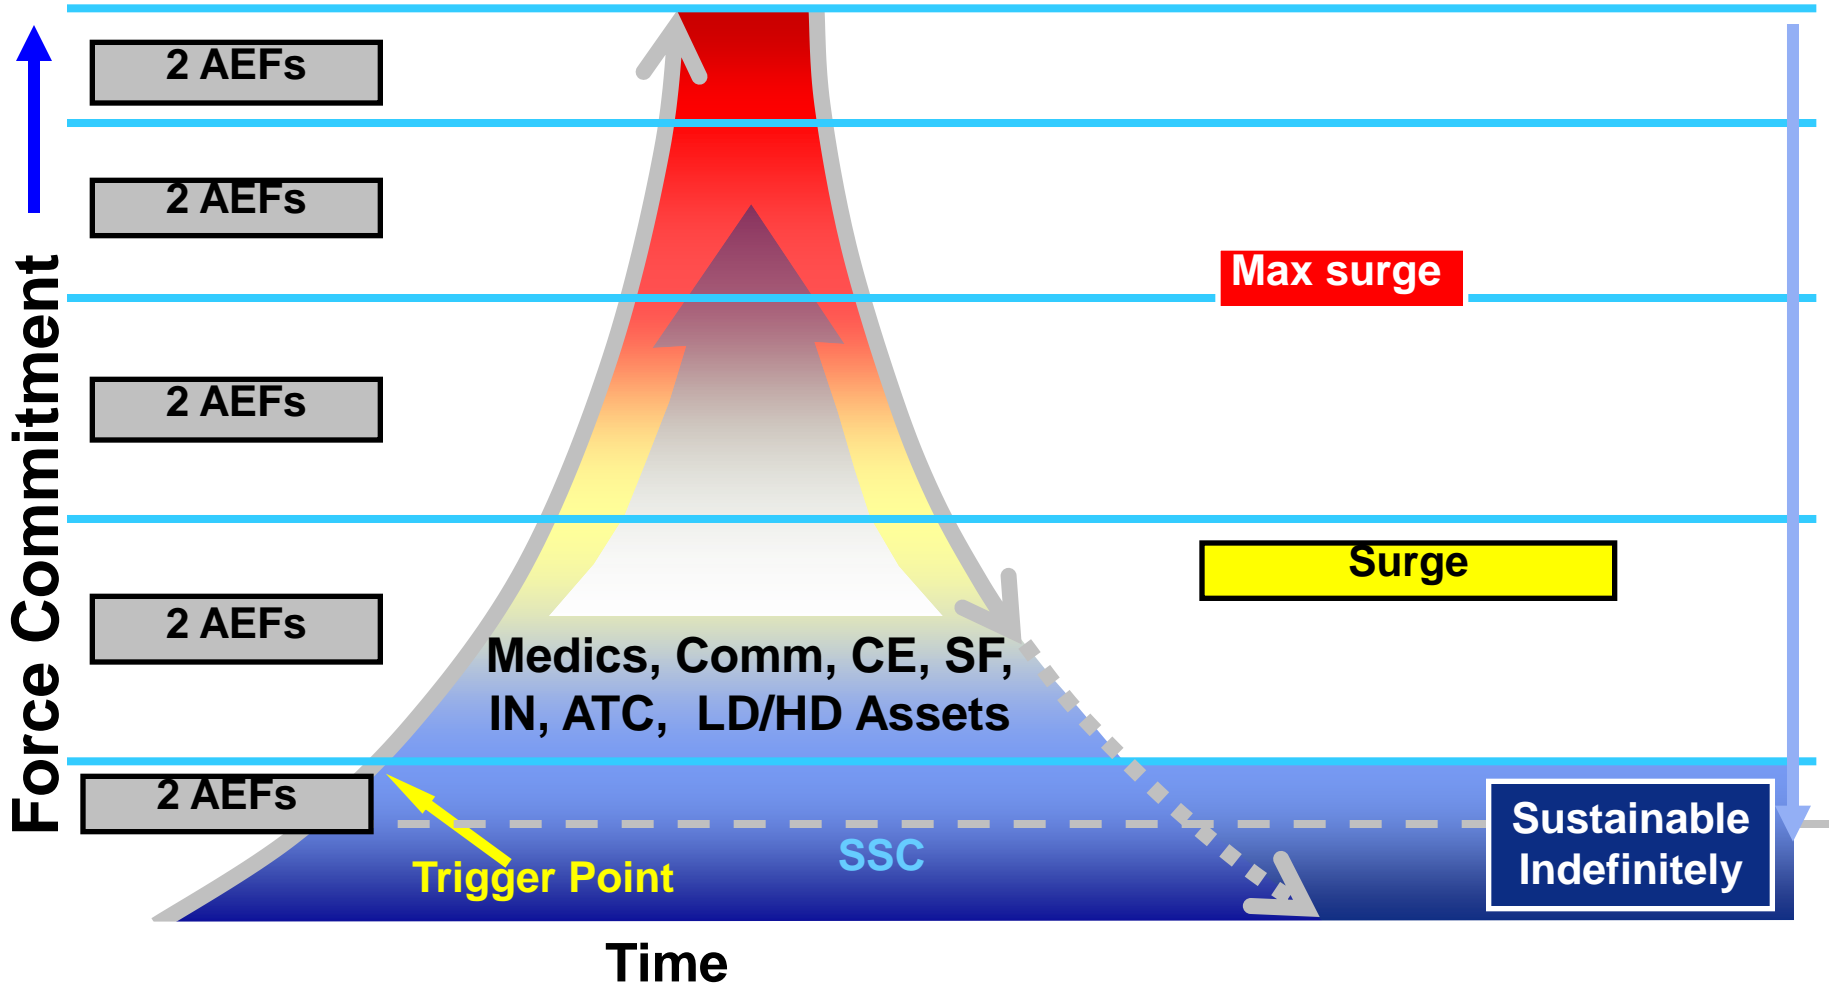 2 AEFs
2 AEFs
Max surge
2 AEFs
Force Commitment
Surge
2 AEFs
Medics, Comm, CE, SF,
IN, ATC, LD/HD Assets
2 AEFs
Sustainable
Indefinitely
SSC
Trigger Point
Time